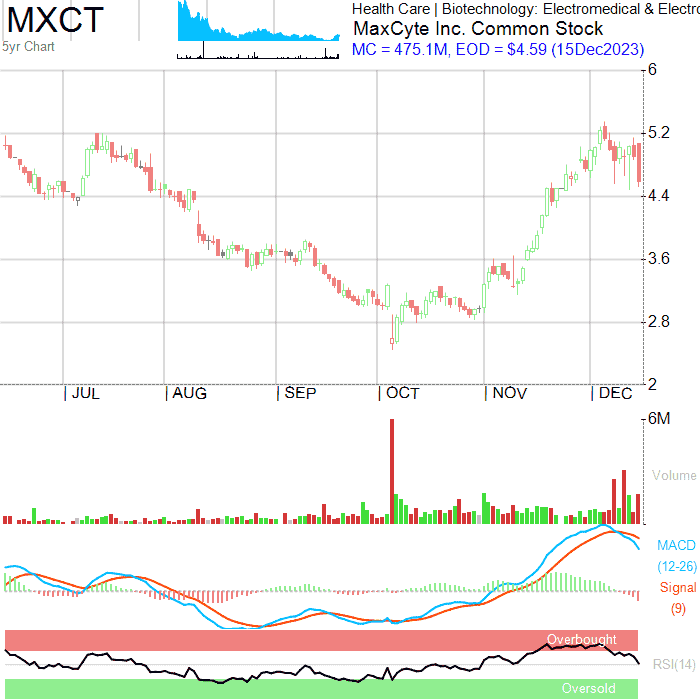 MXCT
5yr Chart
Health Care | Biotechnology: Electromedical & Electro
MaxCyte Inc. Common Stock
MC = 475.1M, EOD = $4.59 (15Dec2023)
6
5.2
4.4
3.6
2.8
2
| JUL | AUG | SEP | OCT | NOV | DEC
6M
Volume
MACD
(12-26)
Signal
(9)
Overbought
RSI(14)
Oversold